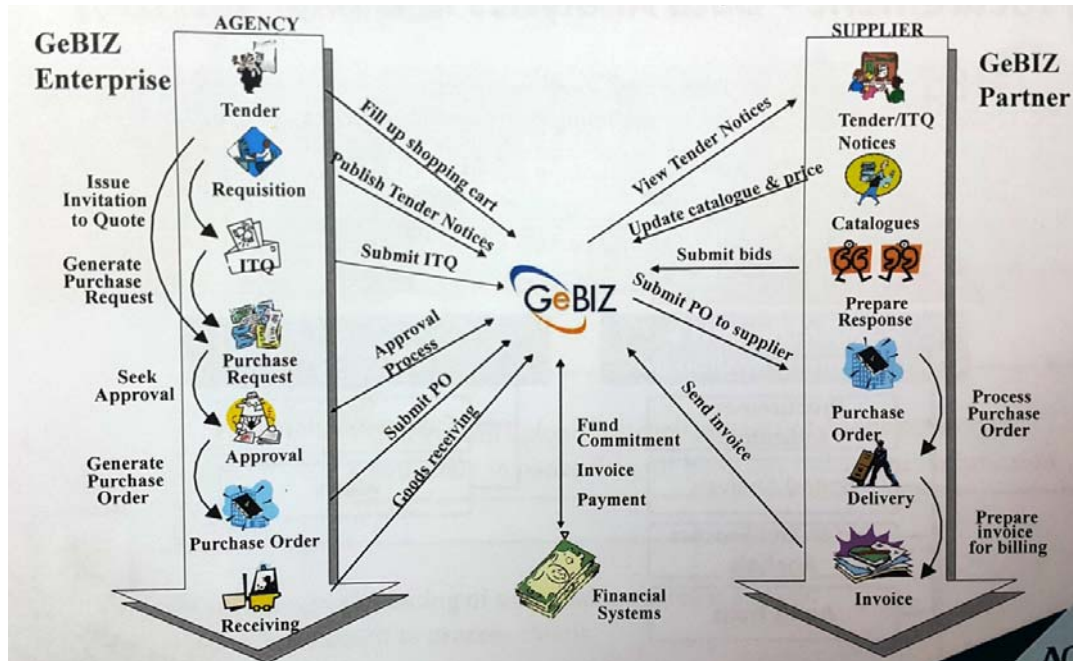 GeBIZ
Enterprise
AGENCY
Tender
Requisition
ITQ
Purchase
Request
Approval
Purchase Order
Receiving
Issue
Invitation
to Quote
Generate
Purchase
Request
Seek
Approval
Generate
Purchase
Order
Fill up shopping cart
Publish Tender Notices
Submit ITQ
Approval
Process
Submit PO
Goods receiving
GeBIZ
Fund
Commitment
Invoice
Payment
Financial
Systems
View Tender Notices
Update catalogue & price
Submit bids
Submit PO to supplier
Send invoice
SUPPLIER
GeBIZ
Partner
Tender/ITQ
Notices
Catalogues
Prepare
Response
Purchase
Order
Delivery
Invoice
Process
Purchase
Order
Prepare
invoice
for billing